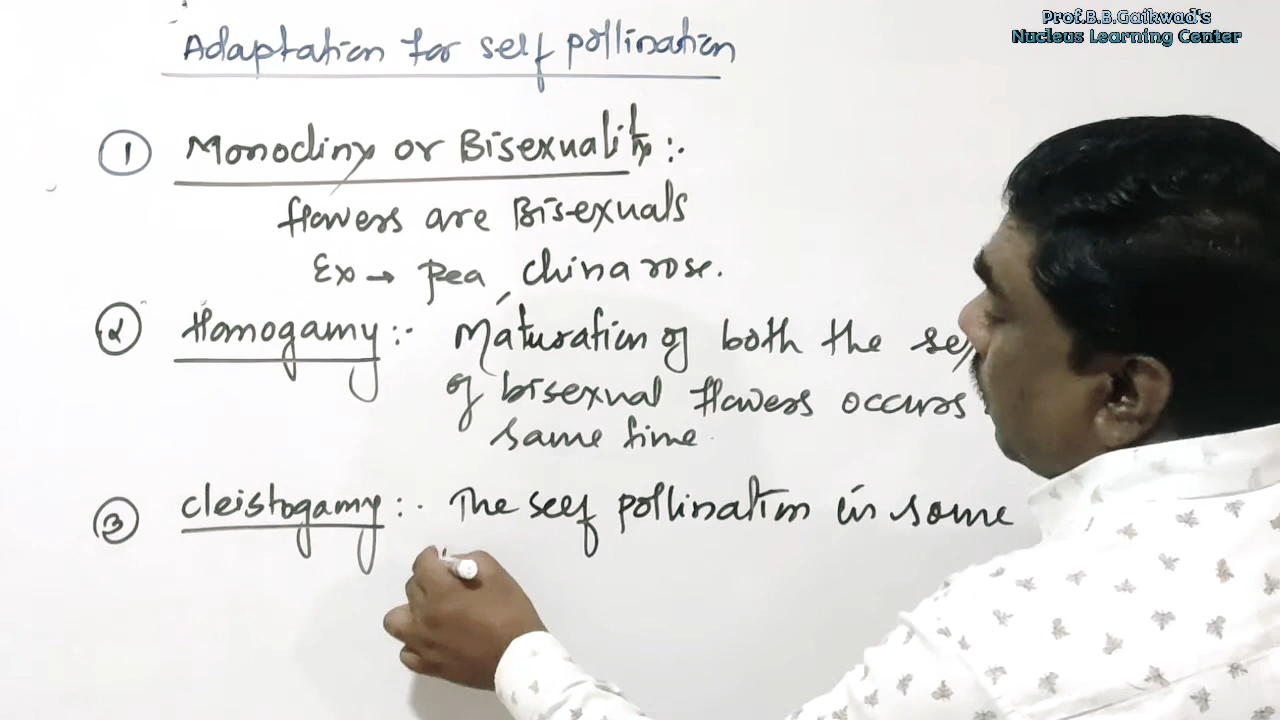 Prof.B.B.Gaikwad's
Nucleus Learning Center
Adaptation for self pollination
1 Monocliny or Bisexuality :-
flowers are Bisexuals
Ex → Pea, china rose.
2 Homogamy :- Maturation of both the
of bisexual flowers occurs
same time
3 cleistogamy :- The self pollination in some